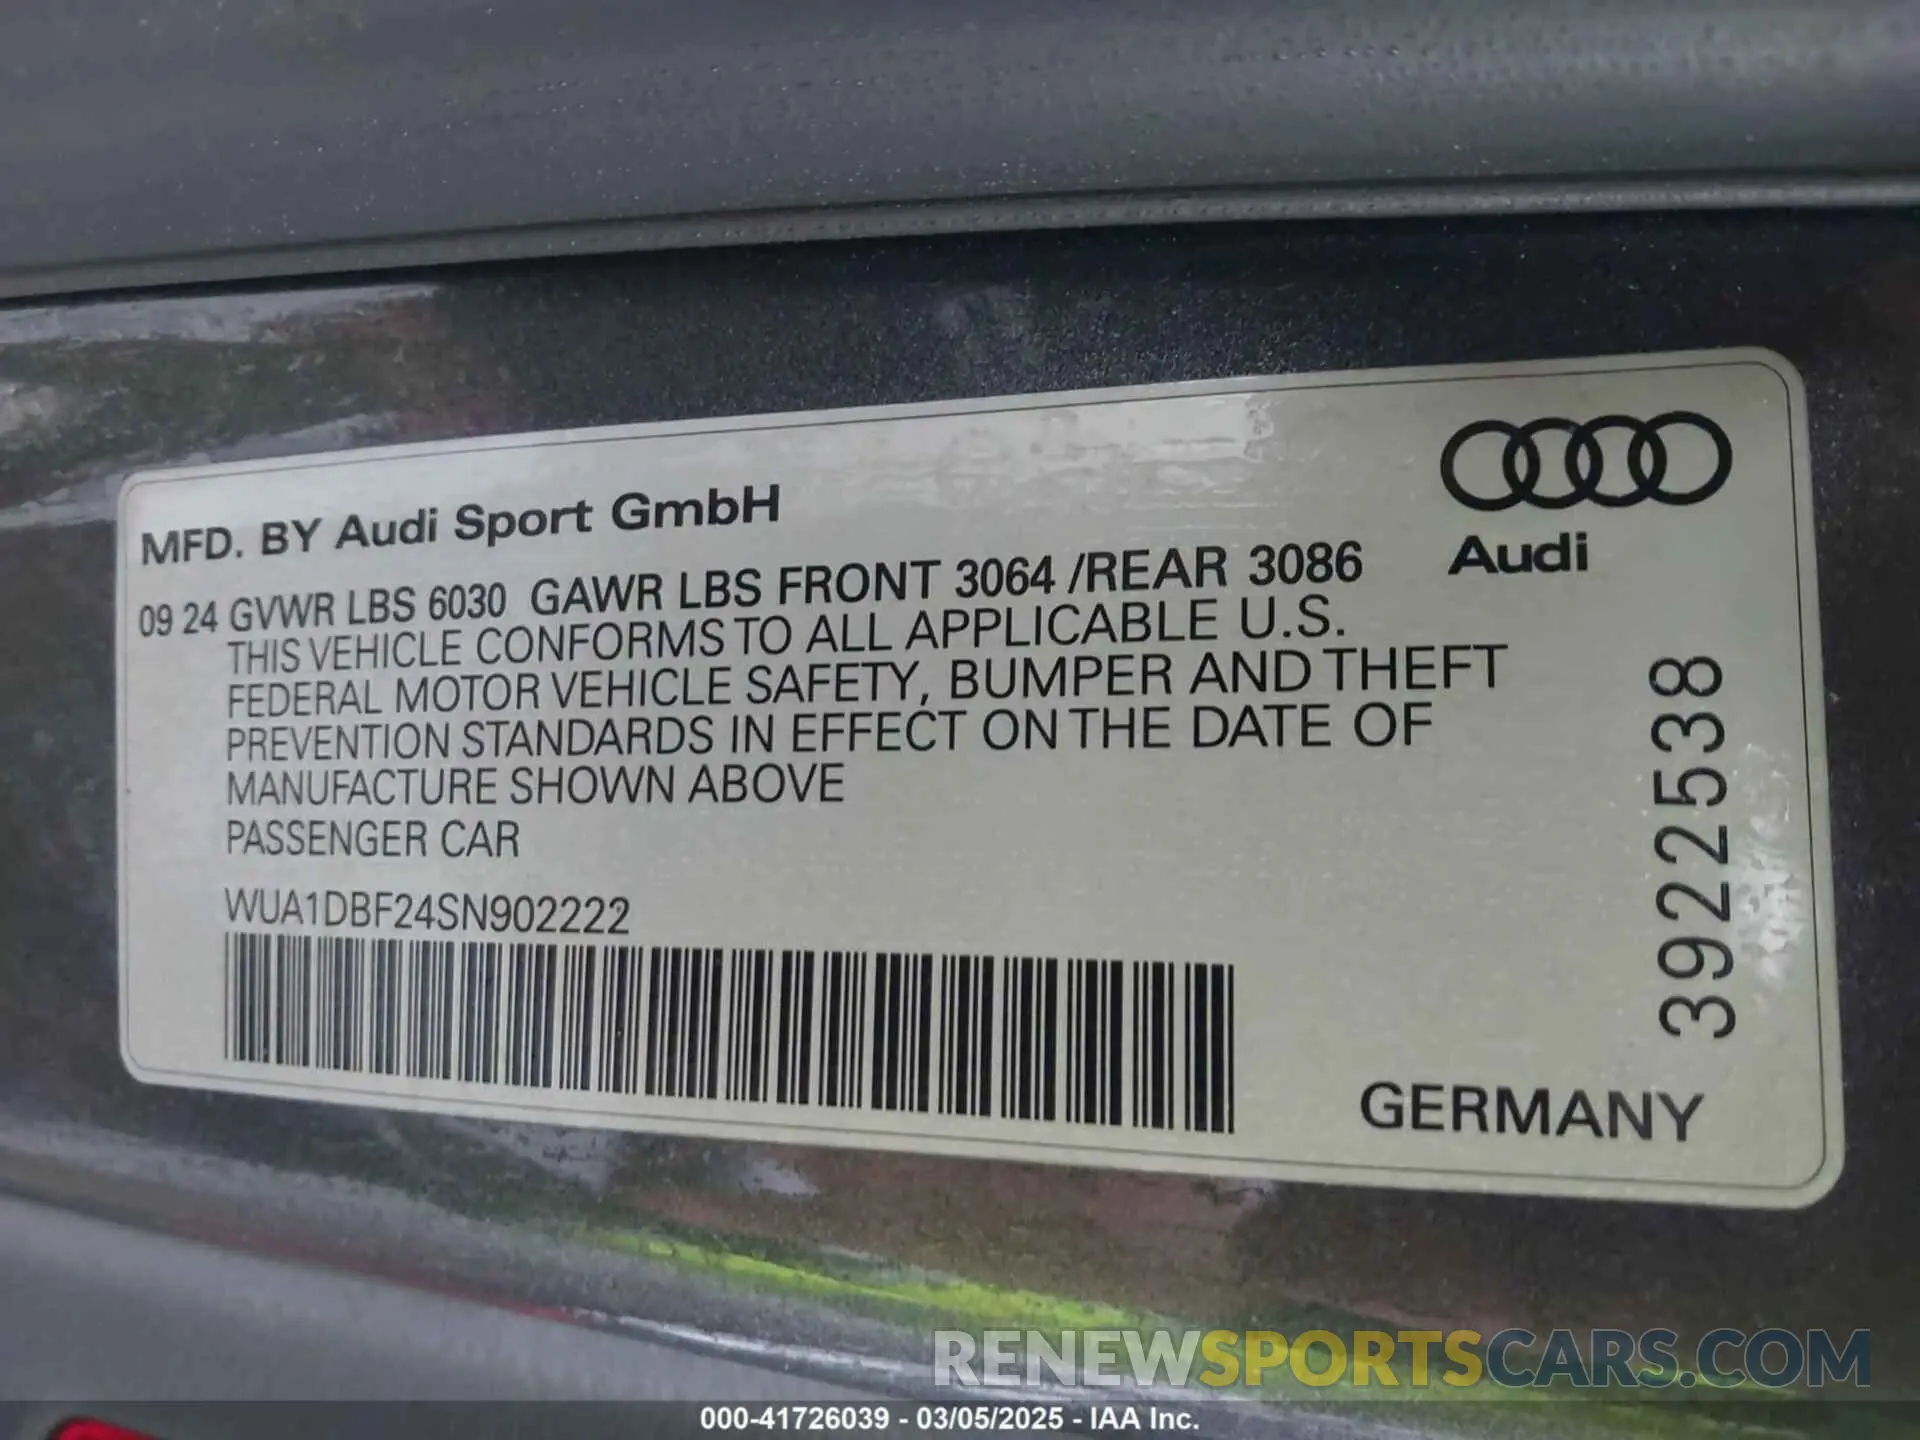 MFD. BY Audi Sport GmbH
09 24 GVWR LBS 6030 GAWR LBS FRONT 3064 /REAR 3086
THIS VEHICLE CONFORMS TO ALL APPLICABLE U.S.
FEDERAL MOTOR VEHICLE SAFETY, BUMPER AND THEFT
PREVENTION STANDARDS IN EFFECT ON THE DATE OF
MANUFACTURE SHOWN ABOVE
PASSENGER CAR
WUA1DBF24SN902222
Audi
3922538
GERMANY
RENEWSPORTSCARS.COM
000-41726039 - 03/05/2025 - IAA Inc.